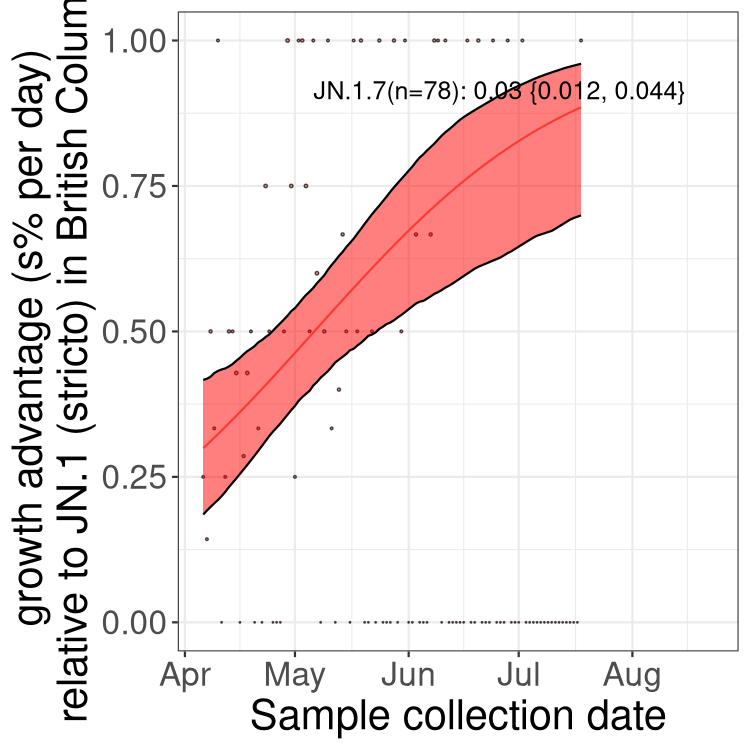 growth advantage (s% per day)
relative to JN.1 (stricto) in British Colum
1.00
0.75
0.50
0.25
0.00
JN.1.7(n=78): 0.03 {0.012, 0.044}
Apr May Jun Jul Aug
Sample collection date